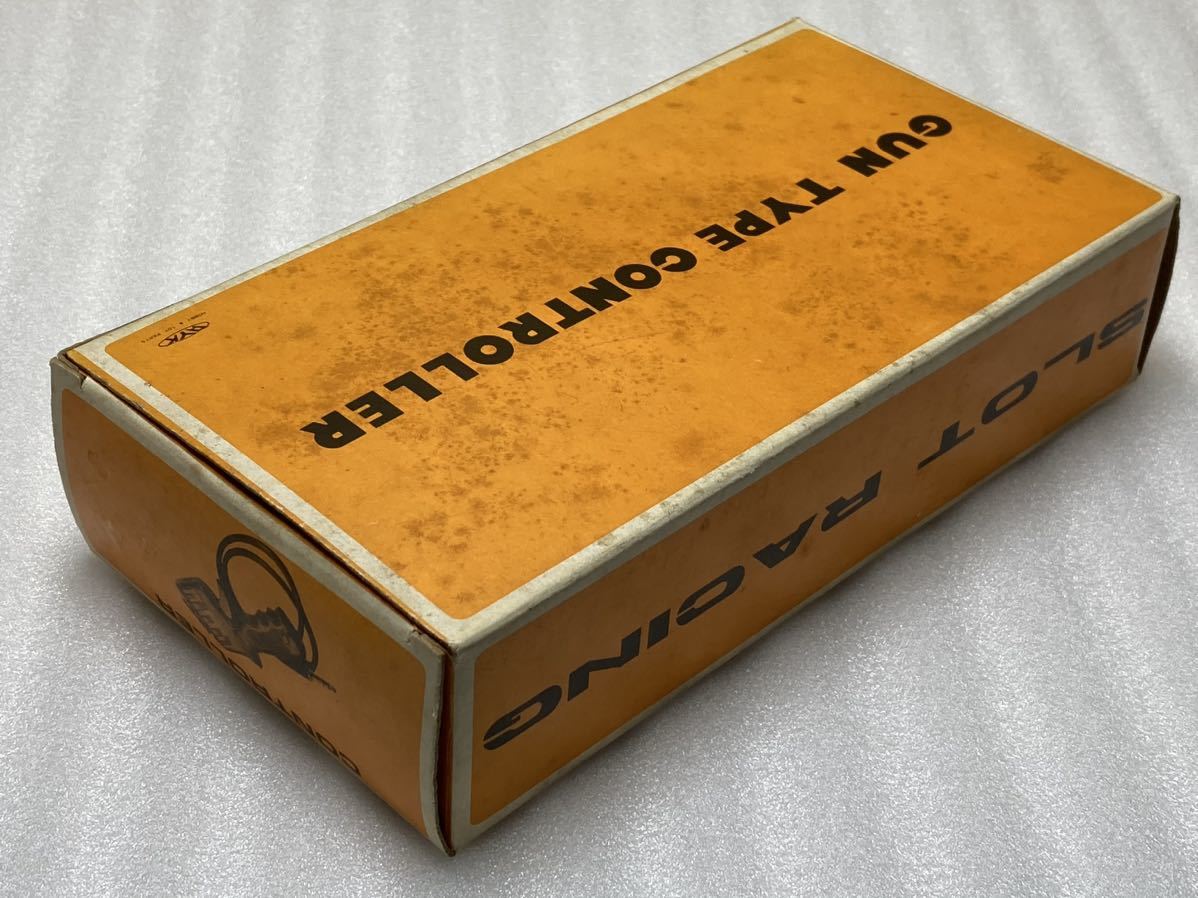 GUN TYPE CONTROLLER
SLOT RACING
CONTROLLER